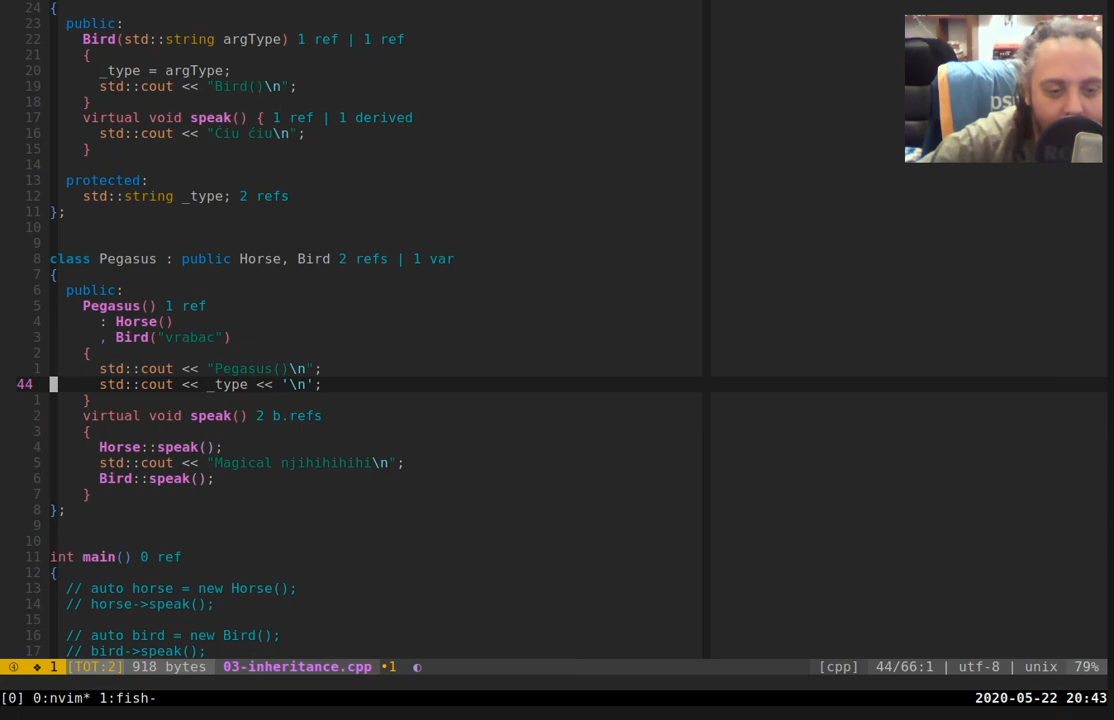 24 {
23 public:
22 Bird(std::string argType) 1 ref | 1 ref
21 {
20 _type = argType;
19 std::cout << "Bird()\n";
18 }
17 virtual void speak() { 1 ref | 1 derived
16 std::cout << "Ćiu ćiu\n";
15 }
14
13 protected:
12 std::string _type; 2 refs
11 };
10
9
8 class Pegasus : public Horse, Bird 2 refs | 1 var
7 {
6 public:
5 Pegasus() 1 ref
4 : Horse()
3 , Bird("vrabac")
2 {
1 std::cout << "Pegasus()\n";
44 std::cout << _type << '\n';
1 }
2 virtual void speak() 2 b.refs
3 {
4 Horse::speak();
5 std::cout << "Magical njihihihihi\n";
6 Bird::speak();
7 }
8 };
9
10
11 int main() 0 ref
12 {
13 // auto horse = new Horse();
14 // horse->speak();
15
16 // auto bird = new Bird();
17 // bird->speak();
④ ❖ 1 [TOT:2] 918 bytes 03-inheritance.cpp •1 ◐ [cpp] 44/66:1 | utf-8 | unix 79%
[0] 0:nvim* 1:fish- 2020-05-22 20:43